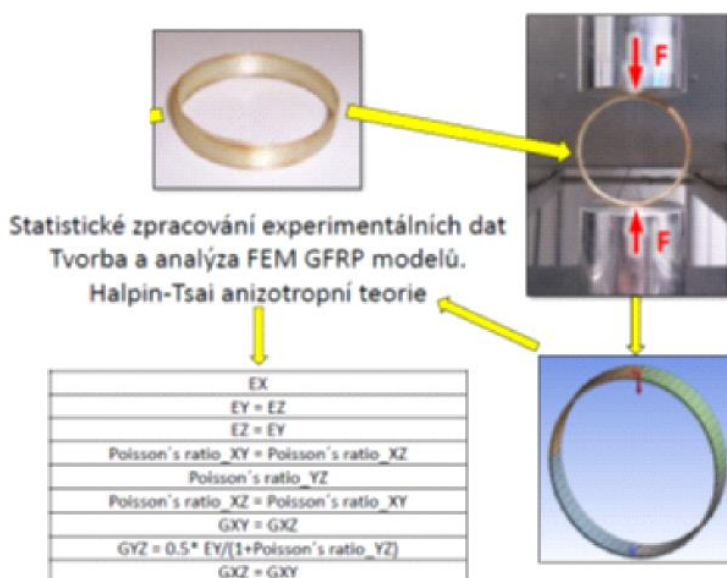 F
F
Statistické zpracování experimentálních dat
Tvorba a analýza FEM GFRP modelů.
Halpin-Tsai anizotropní teorie
EX
EY = EZ
EZ = EY
Poisson´s ratio_XY = Poisson´s ratio_XZ
Poisson´s ratio_YZ
Poisson´s ratio_XZ = Poisson´s ratio_XY
GXY = GXZ
GYZ = 0.5* EY/(1+Poisson´s ratio_YZ)
GXZ = GXY